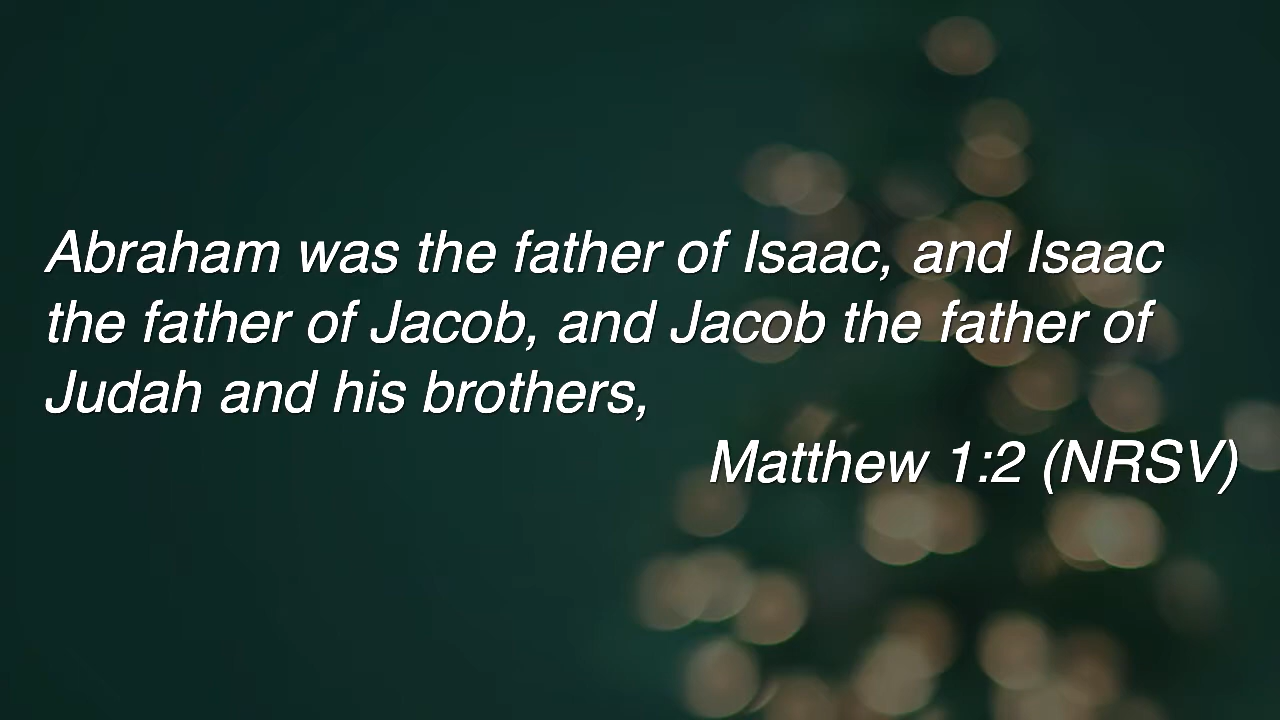 Abraham was the father of Isaac, and Isaac
the father of Jacob, and Jacob the father of
Judah and his brothers,
Matthew 1:2 (NRSV)